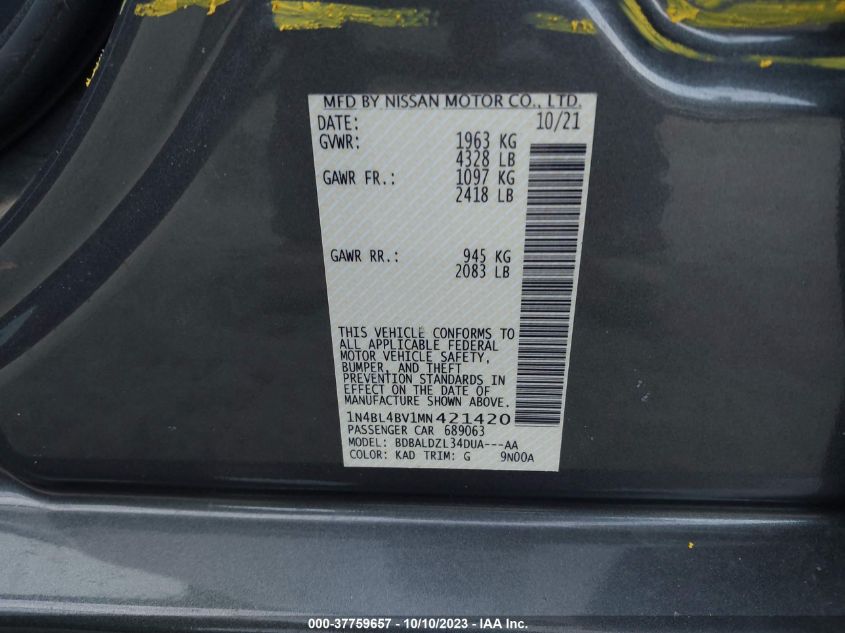 MFD BY NISSAN MOTOR CO., LTD.
DATE: 10/21
GVWR: 1963 KG
4328 LB
GAWR FR.: 1097 KG
2418 LB
GAWR RR.: 945 KG
2083 LB
THIS VEHICLE CONFORMS TO
ALL APPLICABLE FEDERAL
MOTOR VEHICLE SAFETY,
BUMPER, AND THEFT
PREVENTION STANDARDS IN
EFFECT ON THE DATE OF
MANUFACTURE SHOWN ABOVE.
1N4BL4BV1MN421420
PASSENGER CAR 689063
MODEL: BDBALDZL34DUA---AA
COLOR: KAD TRIM: G 9N00A
000-37759657 - 10/10/2023 - IAA Inc.